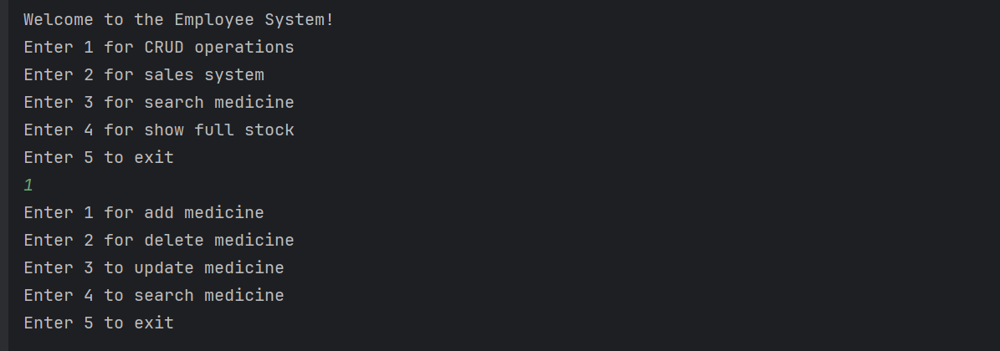 Welcome to the Employee System!
Enter 1 for CRUD operations
Enter 2 for sales system
Enter 3 for search medicine
Enter 4 for show full stock
Enter 5 to exit
1
Enter 1 for add medicine
Enter 2 for delete medicine
Enter 3 to update medicine
Enter 4 to search medicine
Enter 5 to exit